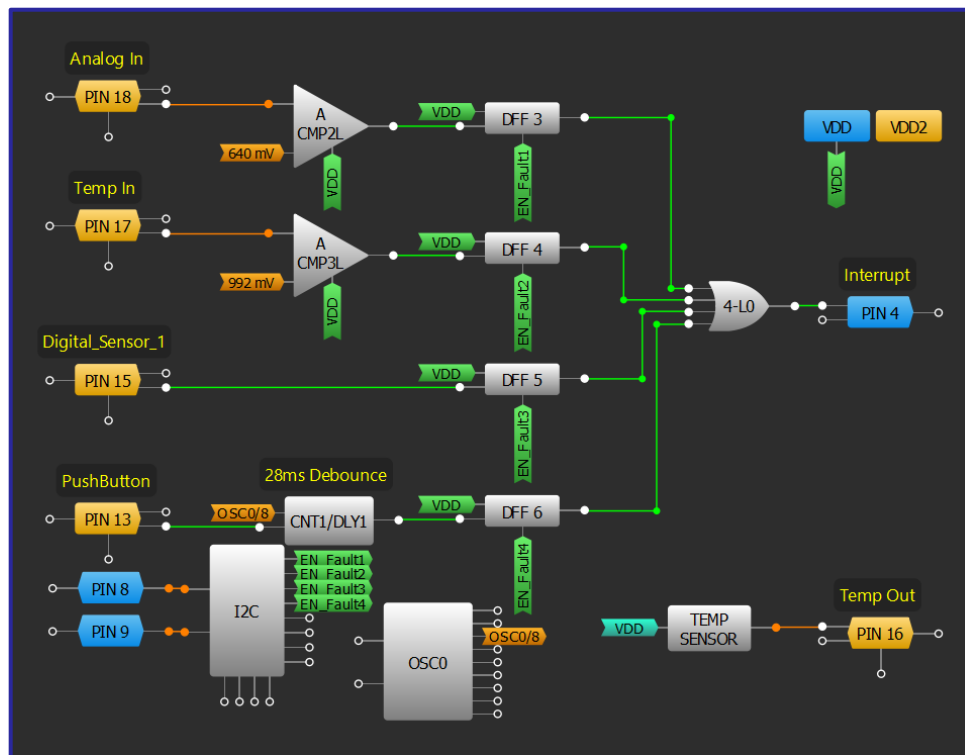 Analog In
PIN 18
A
CMP2L
640 mV
VDD
VDD
DFF 3
EN_Fault1
VDD
VDD2
VDD
Temp In
PIN 17
A
CMP3L
992 mV
VDD
VDD
DFF 4
EN_Fault2
4-L0
Interrupt
PIN 4
Digital_Sensor_1
PIN 15
VDD
DFF 5
EN_Fault3
PushButton
PIN 13
28ms Debounce
OSC0/8
CNT1/DLY1
VDD
DFF 6
EN_Fault4
PIN 8
PIN 9
I2C
EN_Fault1
EN_Fault2
EN_Fault3
EN_Fault4
OSC0
OSC0/8
VDD
TEMP
SENSOR
Temp Out
PIN 16